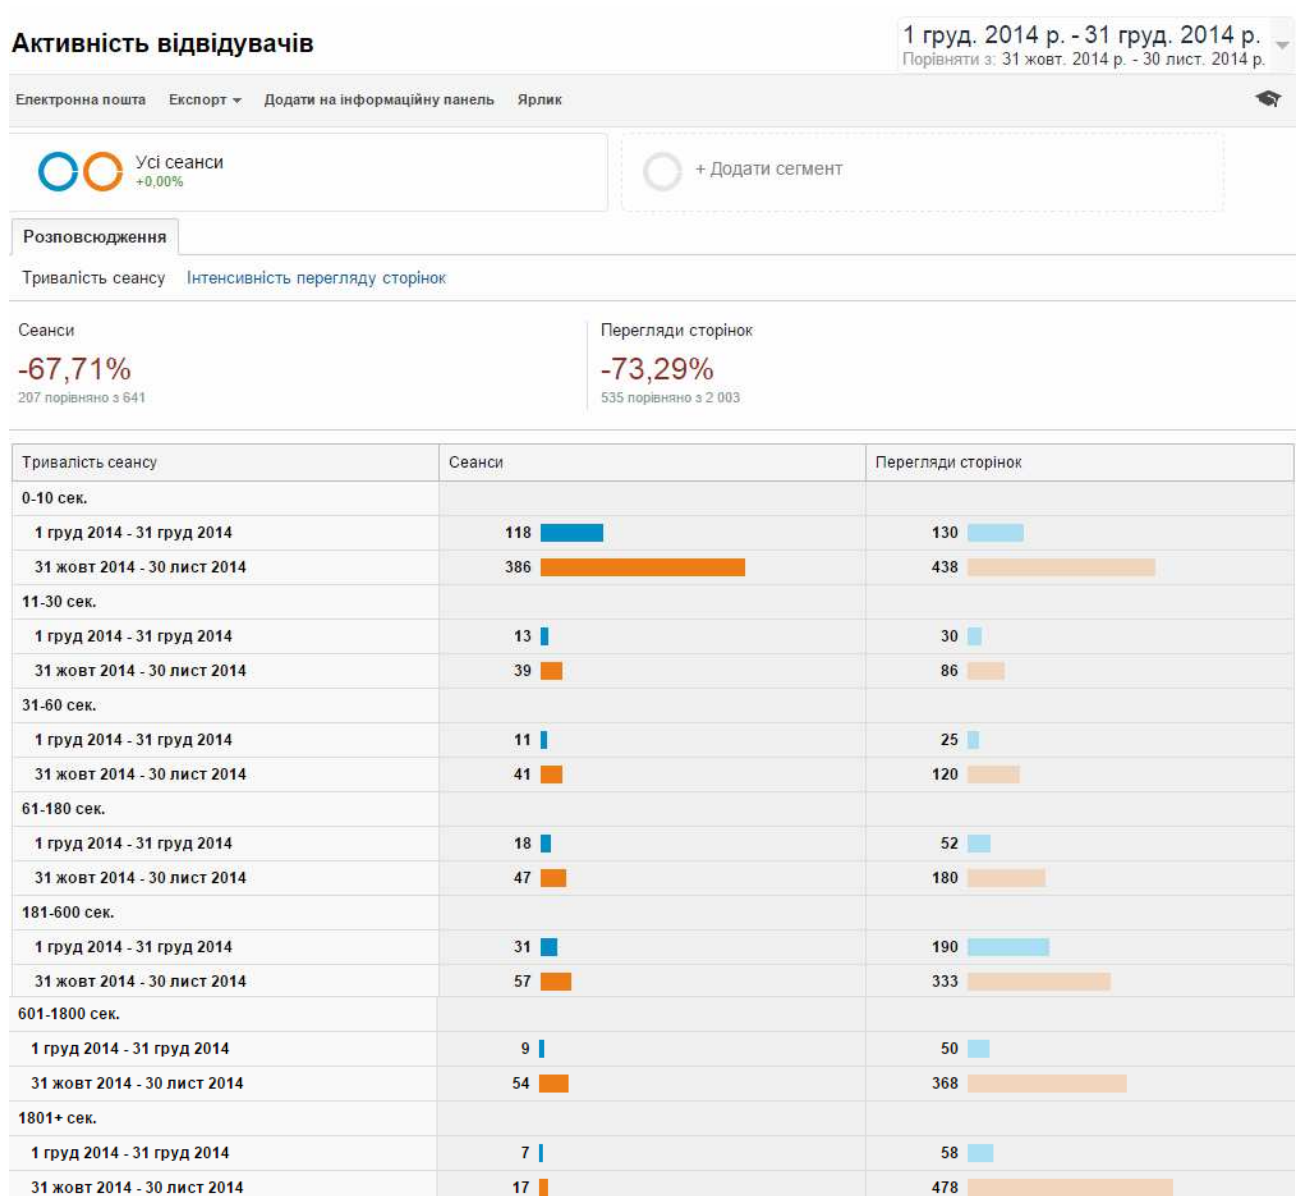 Активність відвідувачів
1 груд. 2014 р. - 31 груд. 2014 р.
Порівняти з: 31 жовт. 2014 р. - 30 лист. 2014 р.
Електронна пошта Експорт Додати на інформаційну панель Ярлик
Усі сеанси
+0,00%
+ Додати сегмент
Розповсюдження
Тривалість сеансу Інтенсивність перегляду сторінок
Сеанси Перегляди сторінок
-67,71% -73,29%
207 порівняно з 641 535 порівняно з 2 003
Тривалість сеансу Сеанси Перегляди сторінок
0-10 сек.
1 груд 2014 - 31 груд 2014 118 130
31 жовт 2014 - 30 лист 2014 386 438
11-30 сек.
1 груд 2014 - 31 груд 2014 13 30
31 жовт 2014 - 30 лист 2014 39 86
31-60 сек.
1 груд 2014 - 31 груд 2014 11 25
31 жовт 2014 - 30 лист 2014 41 120
61-180 сек.
1 груд 2014 - 31 груд 2014 18 52
31 жовт 2014 - 30 лист 2014 47 180
181-600 сек.
1 груд 2014 - 31 груд 2014 31 190
31 жовт 2014 - 30 лист 2014 57 333
601-1800 сек.
1 груд 2014 - 31 груд 2014 9 50
31 жовт 2014 - 30 лист 2014 54 368
1801+ сек.
1 груд 2014 - 31 груд 2014 7 58
31 жовт 2014 - 30 лист 2014 17 478